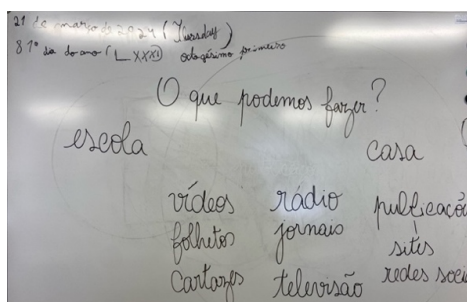 21 de março de 2024 (Tuesday)
81º dia do ano (LXXXI) octogésimo primeiro
O que podemos fazer?
escola casa
vídeos rádio publicaçõ
folhetos jornais sités
cartazes televisão redes soci